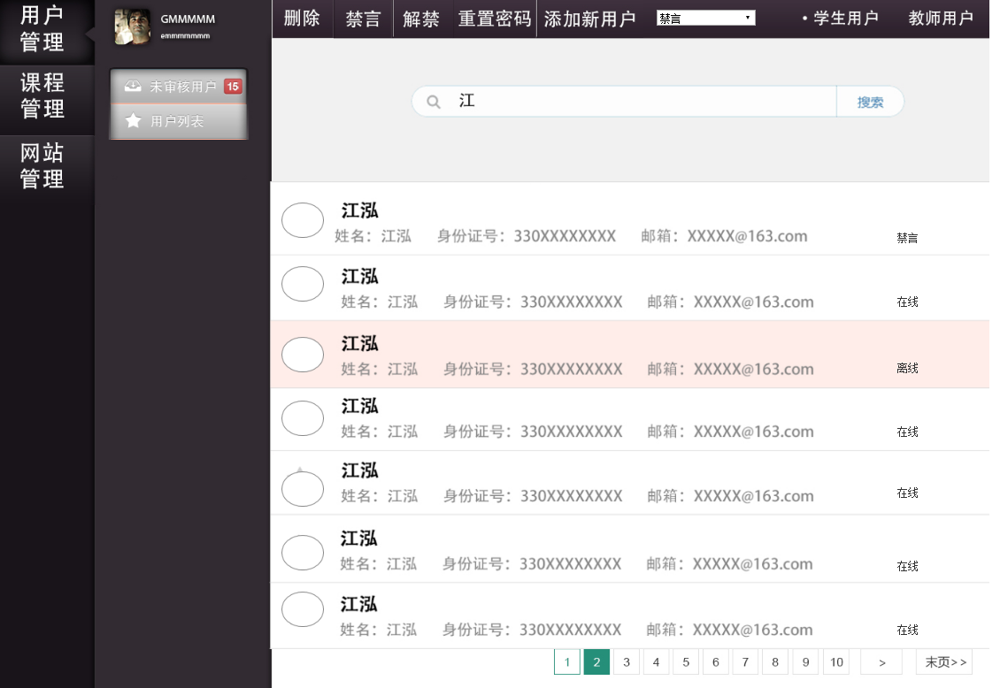 用户
管理
课程
管理
网站
管理
GMMMMM
emmmmmmm
未审核用户 15
用户列表
删除 禁言 解禁 重置密码 添加新用户 禁言 • 学生用户 教师用户
江 搜索
江泓
姓名：江泓 身份证号：330XXXXXXXX 邮箱：XXXXX@163.com 禁言
江泓
姓名：江泓 身份证号：330XXXXXXXX 邮箱：XXXXX@163.com 在线
江泓
姓名：江泓 身份证号：330XXXXXXXX 邮箱：XXXXX@163.com 离线
江泓
姓名：江泓 身份证号：330XXXXXXXX 邮箱：XXXXX@163.com 在线
江泓
姓名：江泓 身份证号：330XXXXXXXX 邮箱：XXXXX@163.com 在线
江泓
姓名：江泓 身份证号：330XXXXXXXX 邮箱：XXXXX@163.com 在线
江泓
姓名：江泓 身份证号：330XXXXXXXX 邮箱：XXXXX@163.com 在线
1 2 3 4 5 6 7 8 9 10 > 末页>>